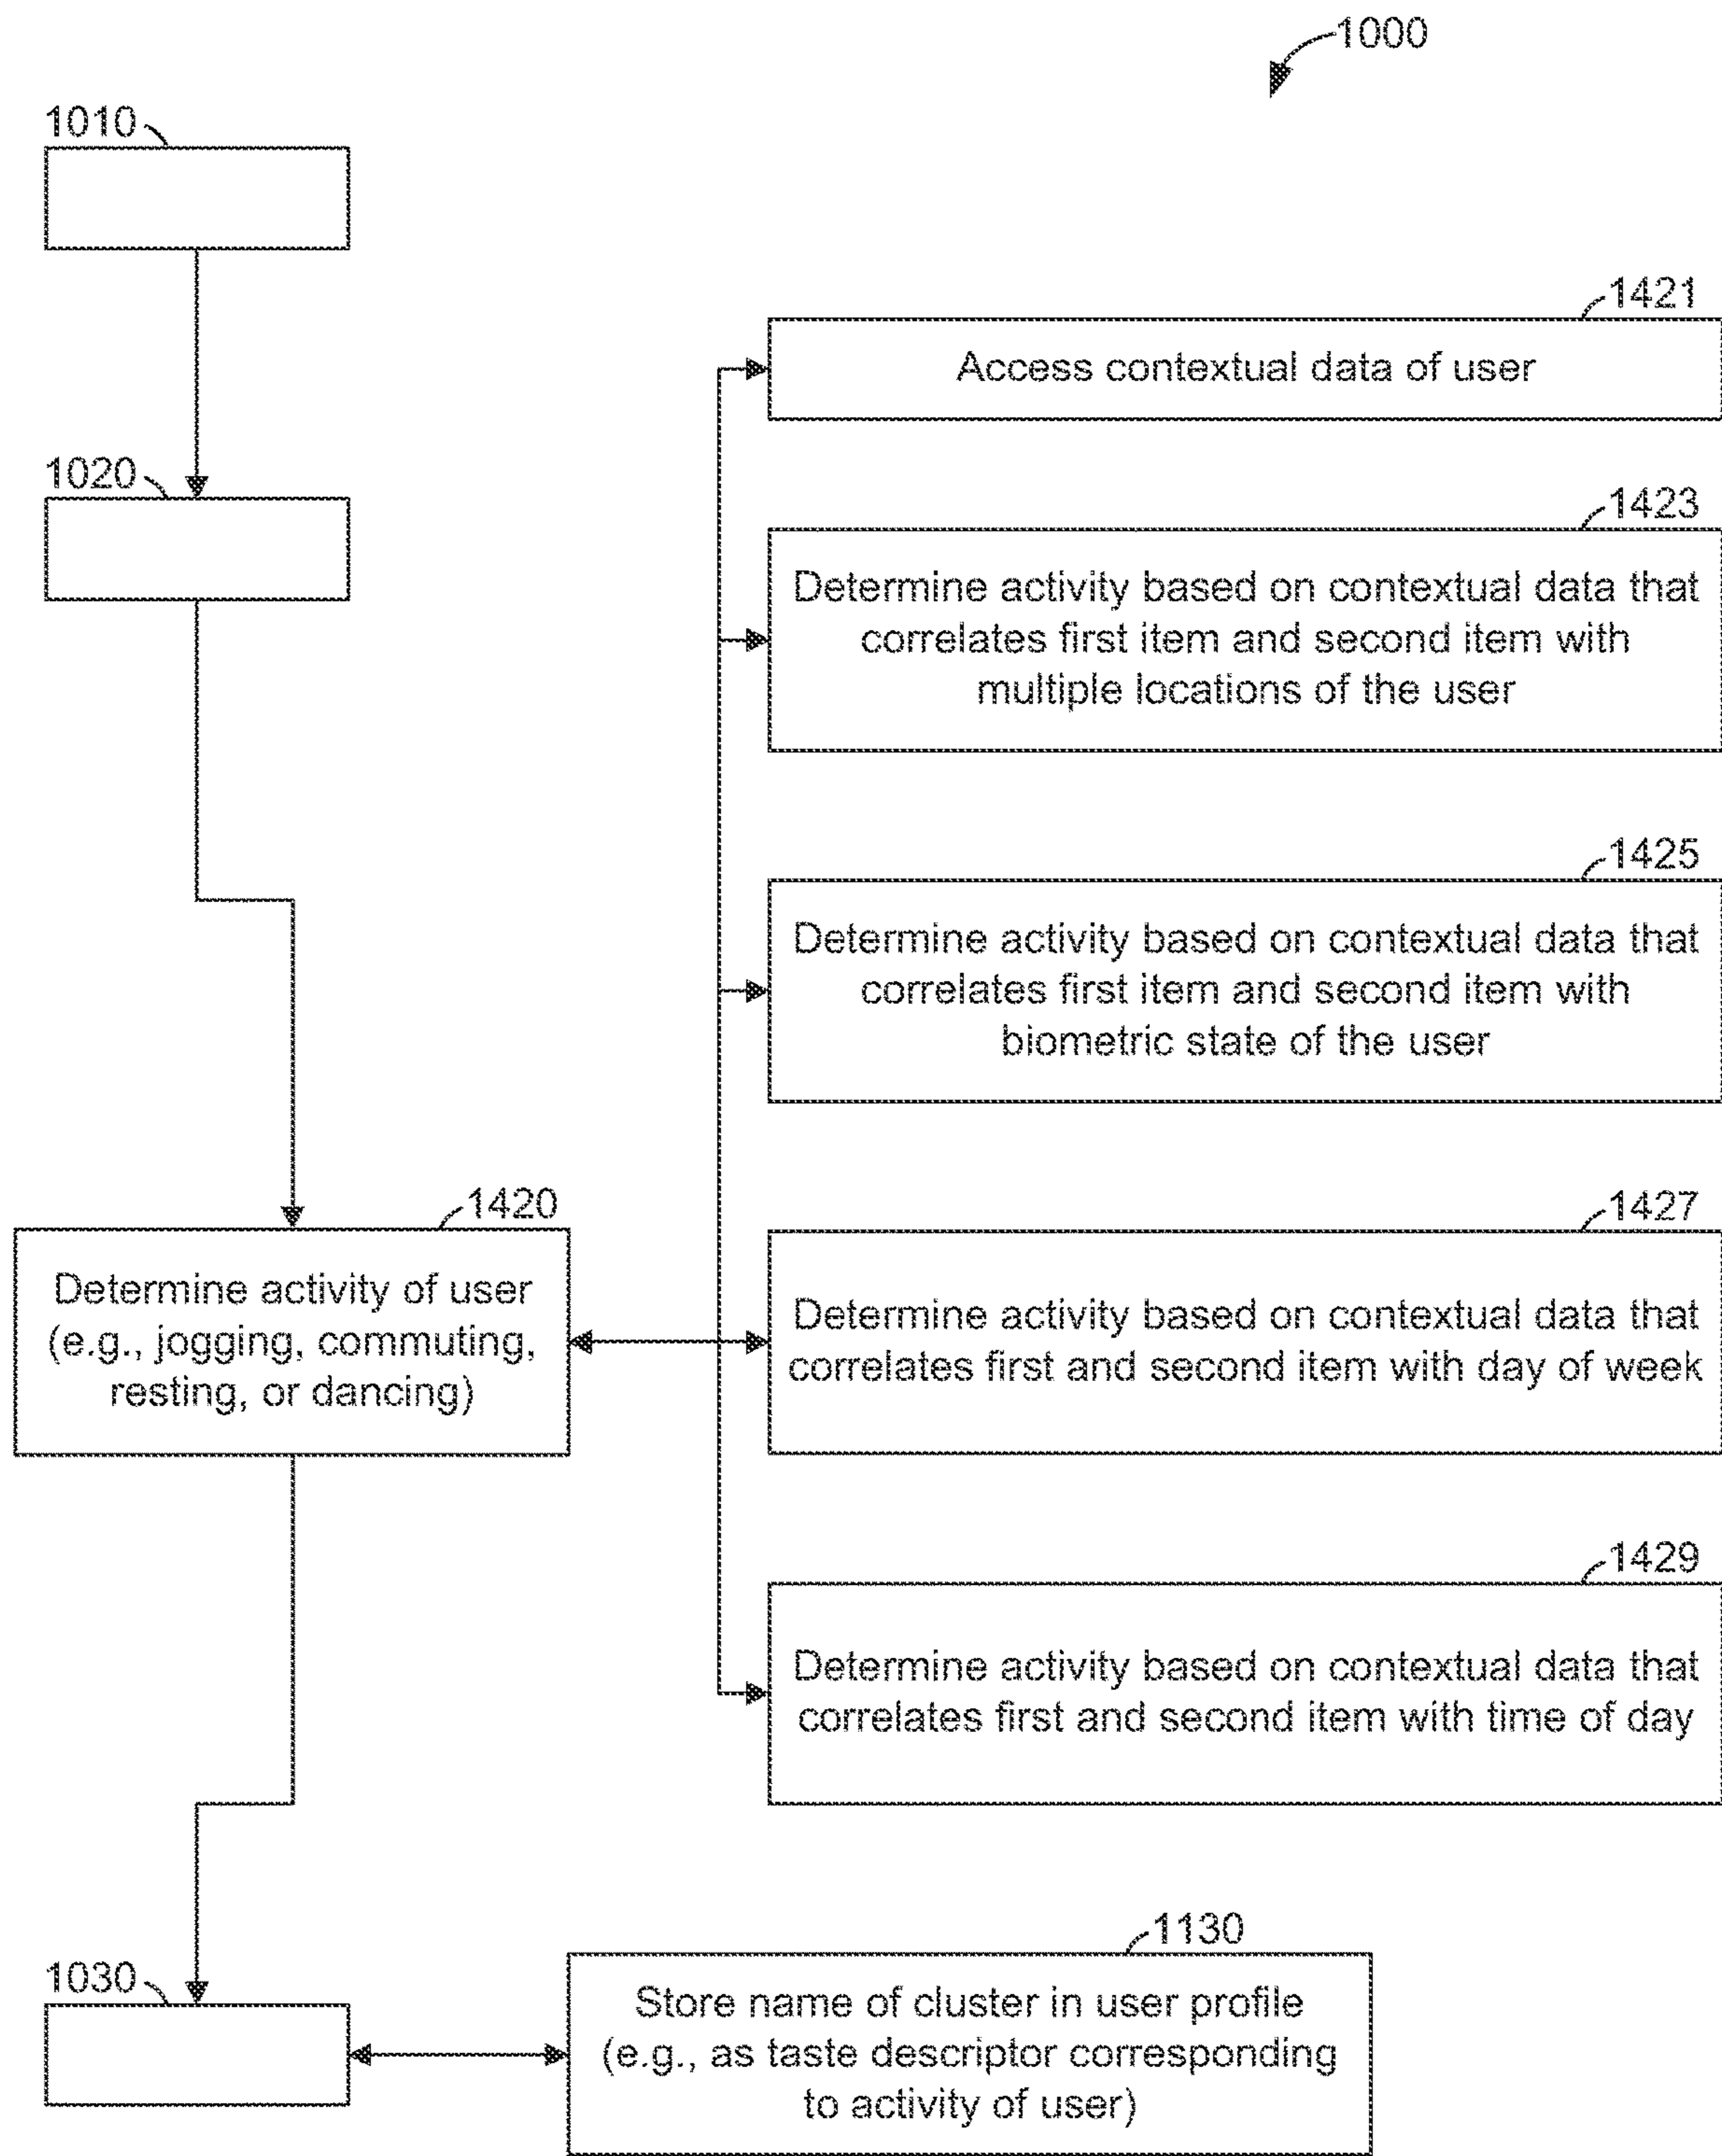 1000
1010
1421
Access contextual data of user
1020
1423
Determine activity based on contextual data that
correlates first item and second item with
multiple locations of the user
1425
Determine activity based on contextual data that
correlates first item and second item with
biometric state of the user
1420
Determine activity of user
(e.g., jogging, commuting,
resting, or dancing)
1427
Determine activity based on contextual data that
correlates first and second item with day of week
1429
Determine activity based on contextual data that
correlates first and second item with time of day
1030
1130
Store name of cluster in user profile
(e.g., as taste descriptor corresponding
to activity of user)